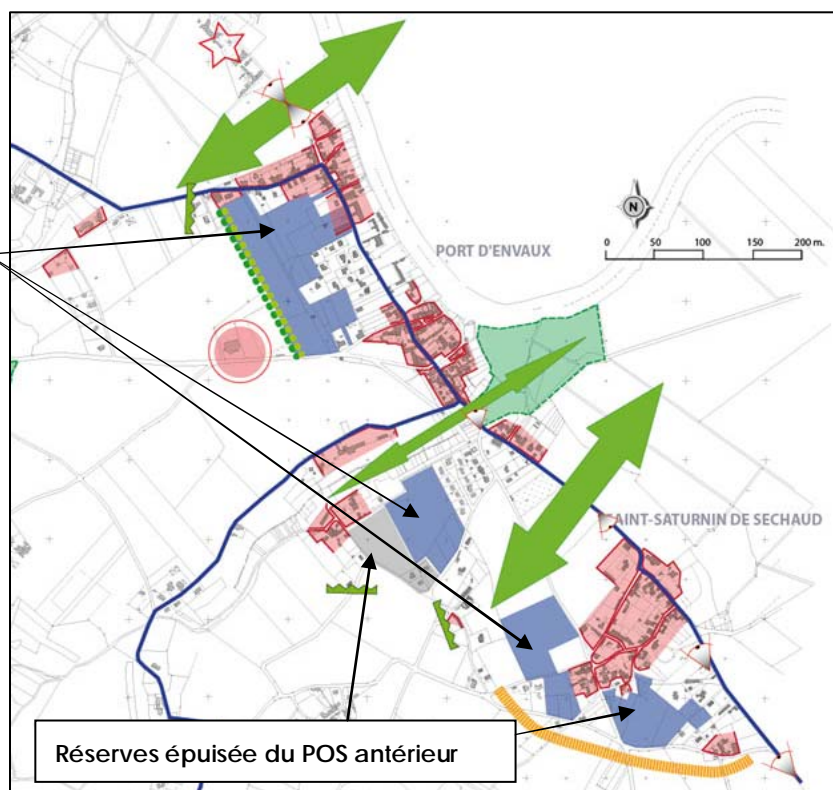 N
PORT D'ENVAUX
0 50 100 150 200 m.
SAINT-SATURNIN DE SECHAUD
Réserves épuisée du POS antérieur